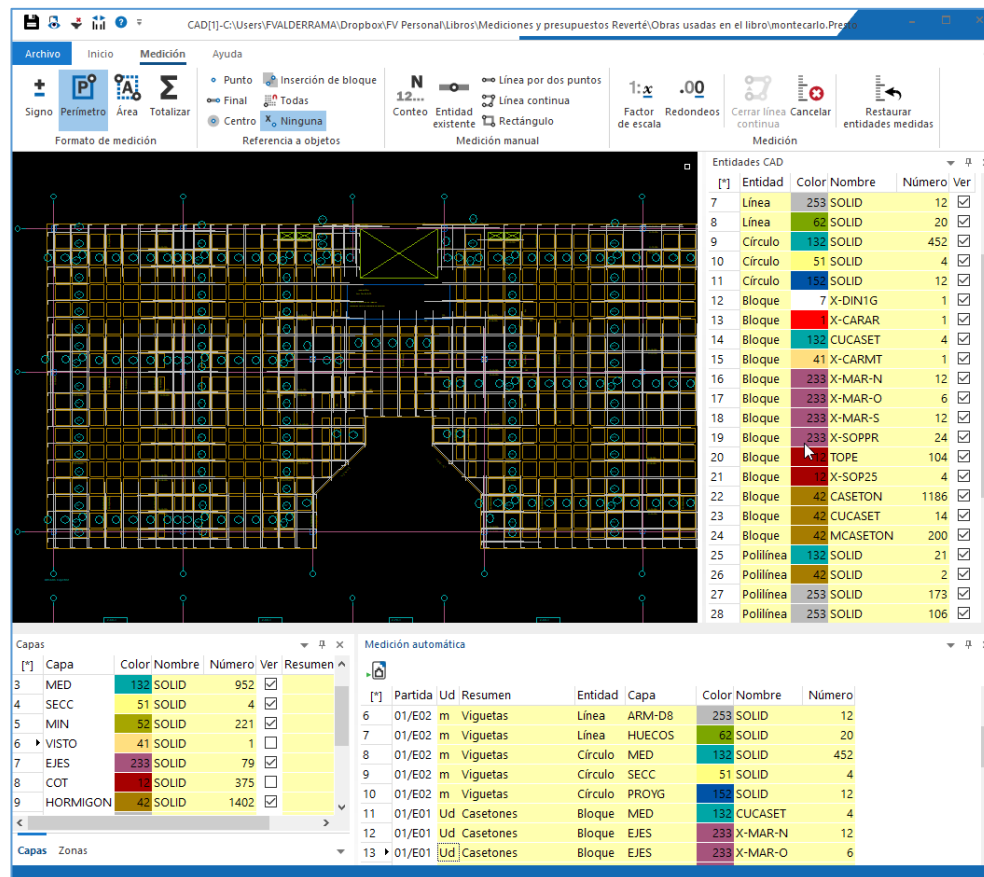 CAD[1]-C:\Users\FVALDERRAMA\Dropbox\FV Personal\Libros\Mediciones y presupuestos Reverté\Obras usadas en el libro\montecarlo.Presto
Archivo Inicio Medición Ayuda
Signo Perímetro Área Totalizar
Formato de medición
Punto Inserción de bloque
Final Todas
Centro Ninguna
Referencia a objetos
N 12... Conteo Entidad existente
Línea por dos puntos
Línea continua
Rectángulo
Medición manual
1:x .00
Factor de escala Redondeos Cerrar línea continua Cancelar Restaurar entidades medidas
Medición
Entidades CAD
[*] Entidad Color Nombre Número Ver
7 Línea 253 SOLID 12
8 Línea 62 SOLID 20
9 Círculo 132 SOLID 452
10 Círculo 51 SOLID 4
11 Círculo 152 SOLID 12
12 Bloque 7 X-DIN1G 1
13 Bloque 1 X-CARAR 1
14 Bloque 132 CUCASET 4
15 Bloque 41 X-CARMT 1
16 Bloque 233 X-MAR-N 12
17 Bloque 233 X-MAR-O 6
18 Bloque 233 X-MAR-S 12
19 Bloque 233 X-SOPPR 24
20 Bloque 12 TOPE 104
21 Bloque 12 X-SOP25 4
22 Bloque 42 CASETON 1186
23 Bloque 42 CUCASET 14
24 Bloque 42 MCASETON 200
25 Polilínea 132 SOLID 21
26 Polilínea 42 SOLID 2
27 Polilínea 253 SOLID 173
28 Polilínea 253 SOLID 106
Capas
[*] Capa Color Nombre Número Ver Resumen
3 MED 132 SOLID 952
4 SECC 51 SOLID 4
5 MIN 52 SOLID 221
6 VISTO 41 SOLID 1
7 EJES 233 SOLID 79
8 COT 12 SOLID 375
9 HORMIGON 42 SOLID 1402
Capas Zonas
Medición automática
[*] Partida Ud Resumen Entidad Capa Color Nombre Número
6 01/E02 m Viguetas Línea ARM-D8 253 SOLID 12
7 01/E02 m Viguetas Línea HUECOS 62 SOLID 20
8 01/E02 m Viguetas Círculo MED 132 SOLID 452
9 01/E02 m Viguetas Círculo SECC 51 SOLID 4
10 01/E02 m Viguetas Círculo PROYG 152 SOLID 12
11 01/E01 Ud Casetones Bloque MED 132 CUCASET 4
12 01/E01 Ud Casetones Bloque EJES 233 X-MAR-N 12
13 01/E01 Ud Casetones Bloque EJES 233 X-MAR-O 6